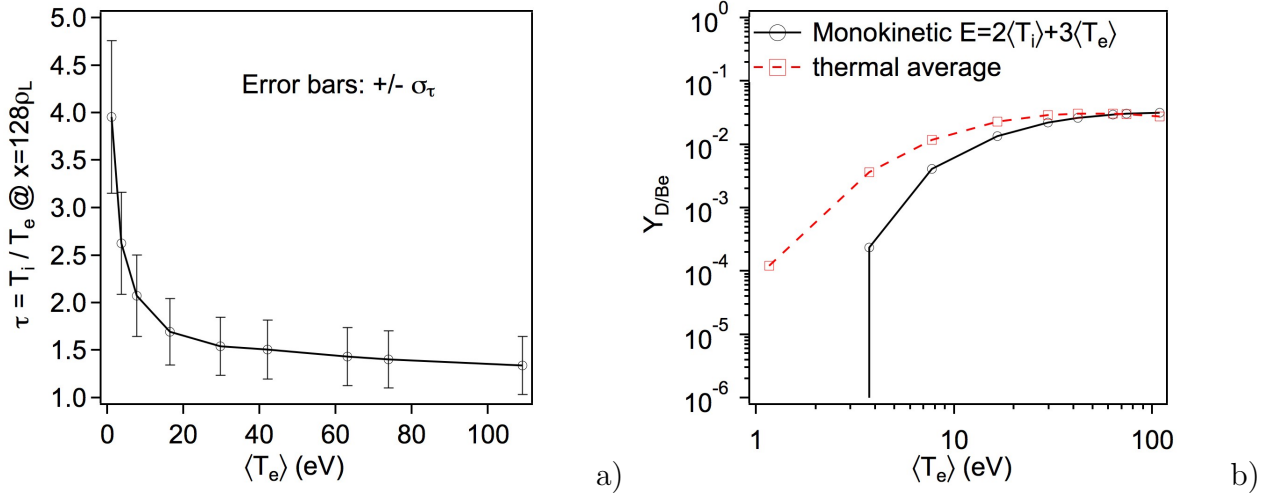 5.0
4.5
4.0
3.5
3.0
2.5
2.0
1.5
1.0
τ = Tᵢ / Tₑ @ x=128ρL
Error bars: +/- στ
0 20 40 60 80 100
⟨Tₑ⟩ (eV)
a)
10⁰
10⁻¹
10⁻²
10⁻³
10⁻⁴
10⁻⁵
10⁻⁶
Y_D/Be
Monokinetic E=2⟨Tᵢ⟩+3⟨Tₑ⟩
thermal average
1 10 100
⟨Tₑ⟩ (eV)
b)